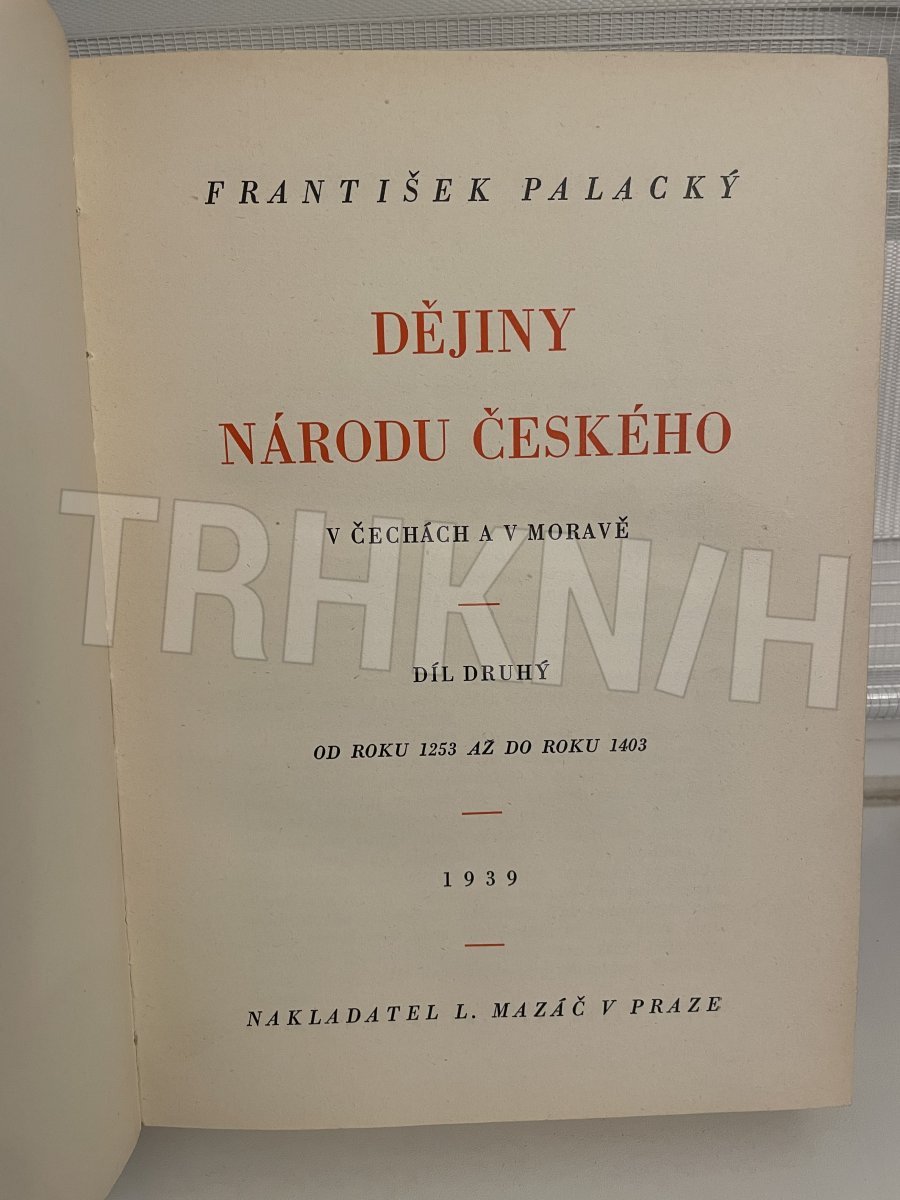 FRANTIŠEK PALACKÝ
DĚJINY
NÁRODU ČESKÉHO
V ČECHÁCH A V MORAVĚ
TRHKN/H
DÍL DRUHÝ
OD ROKU 1253 AŽ DO ROKU 1403
1939
NAKLADATEL L. MAZÁČ V PRAZE